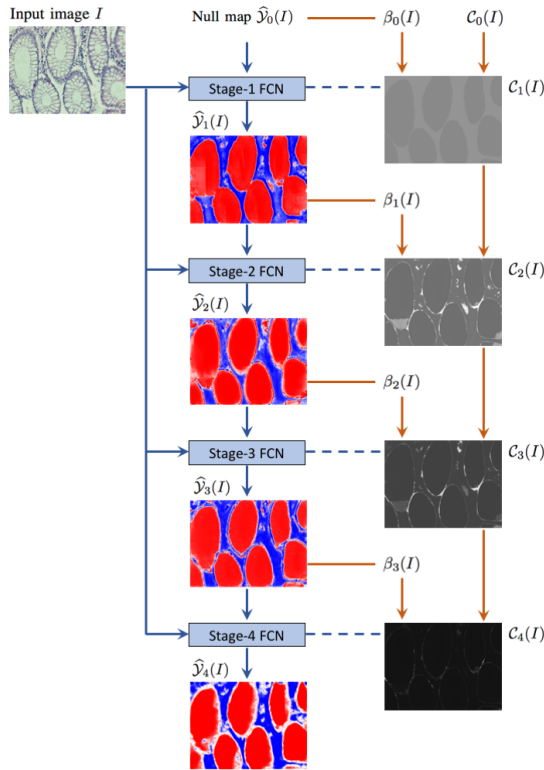 Input image I
Null map Ŷ₀(I)
β₀(I)
C₀(I)
Stage-1 FCN
C₁(I)
Ŷ₁(I)
β₁(I)
Stage-2 FCN
C₂(I)
Ŷ₂(I)
β₂(I)
Stage-3 FCN
C₃(I)
Ŷ₃(I)
β₃(I)
Stage-4 FCN
C₄(I)
Ŷ₄(I)